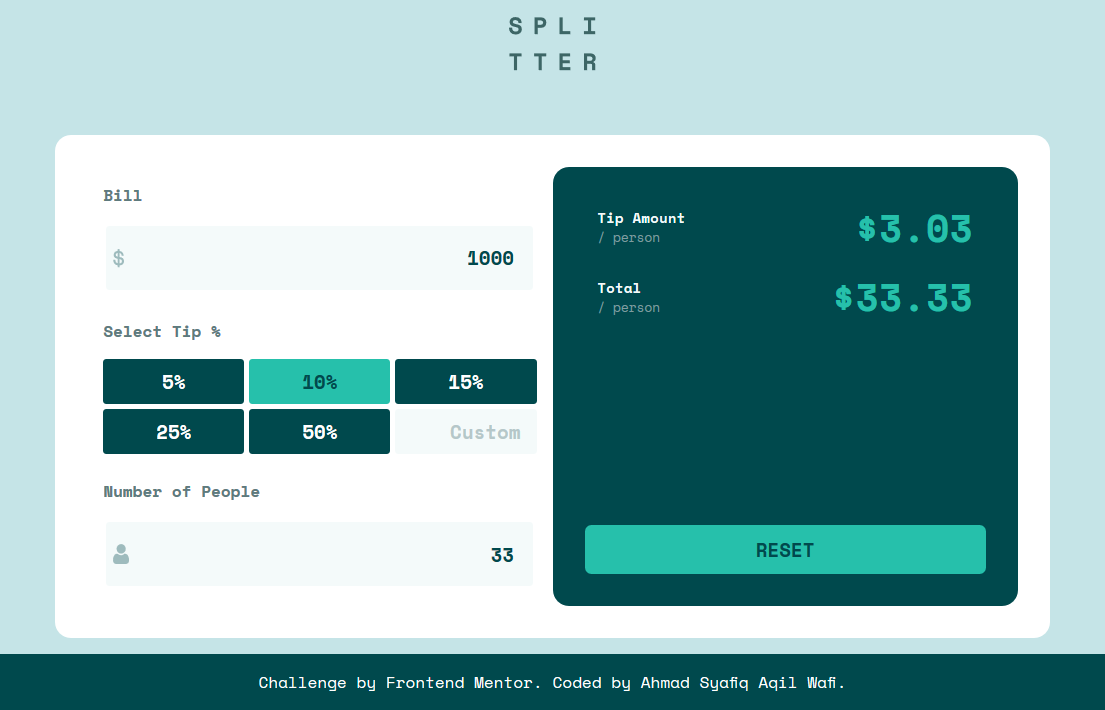 SPLI
TTER
Bill
$ 1000
Select Tip %
5% 10% 15%
25% 50% Custom
Number of People
33
Tip Amount
/ person
$3.03
Total
/ person
$33.33
RESET
Challenge by Frontend Mentor. Coded by Ahmad Syafiq Aqil Wafi.